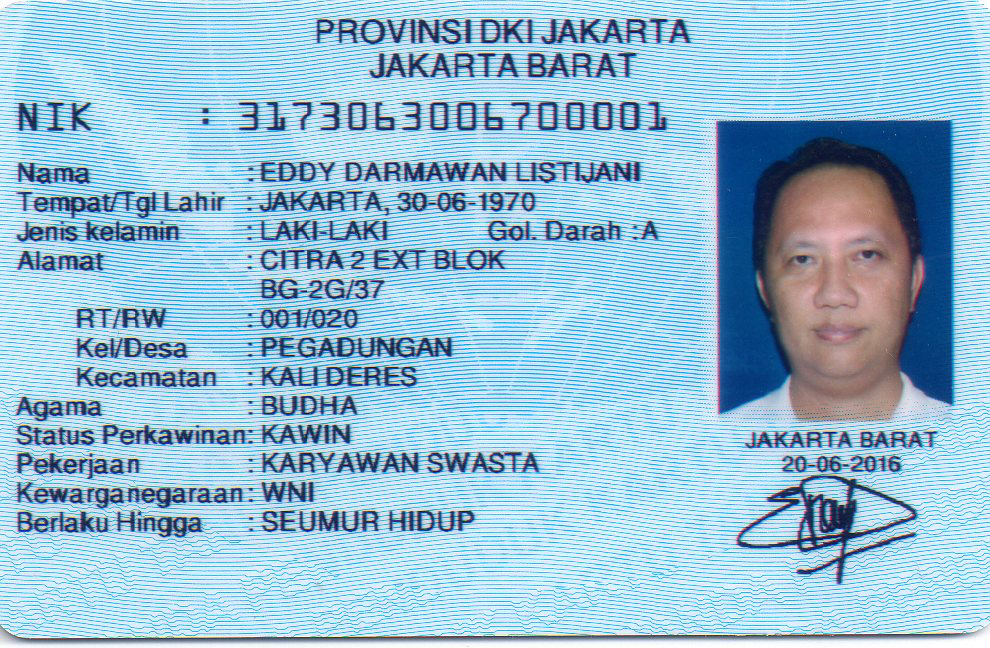 PROVINSI DKI JAKARTA
JAKARTA BARAT
NIK : 3173063006700001
Nama : EDDY DARMAWAN LISTIJANI
Tempat/Tgl Lahir : JAKARTA, 30-06-1970
Jenis kelamin : LAKI-LAKI Gol. Darah : A
Alamat : CITRA 2 EXT BLOK
BG-2G/37
RT/RW : 001/020
Kel/Desa : PEGADUNGAN
Kecamatan : KALI DERES
Agama : BUDHA
Status Perkawinan: KAWIN
Pekerjaan : KARYAWAN SWASTA
Kewarganegaraan: WNI
Berlaku Hingga : SEUMUR HIDUP
JAKARTA BARAT
20-06-2016